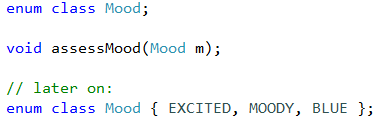 enum class Mood;
void assessMood(Mood m);
// later on:
enum class Mood { EXCITED, MOODY, BLUE };